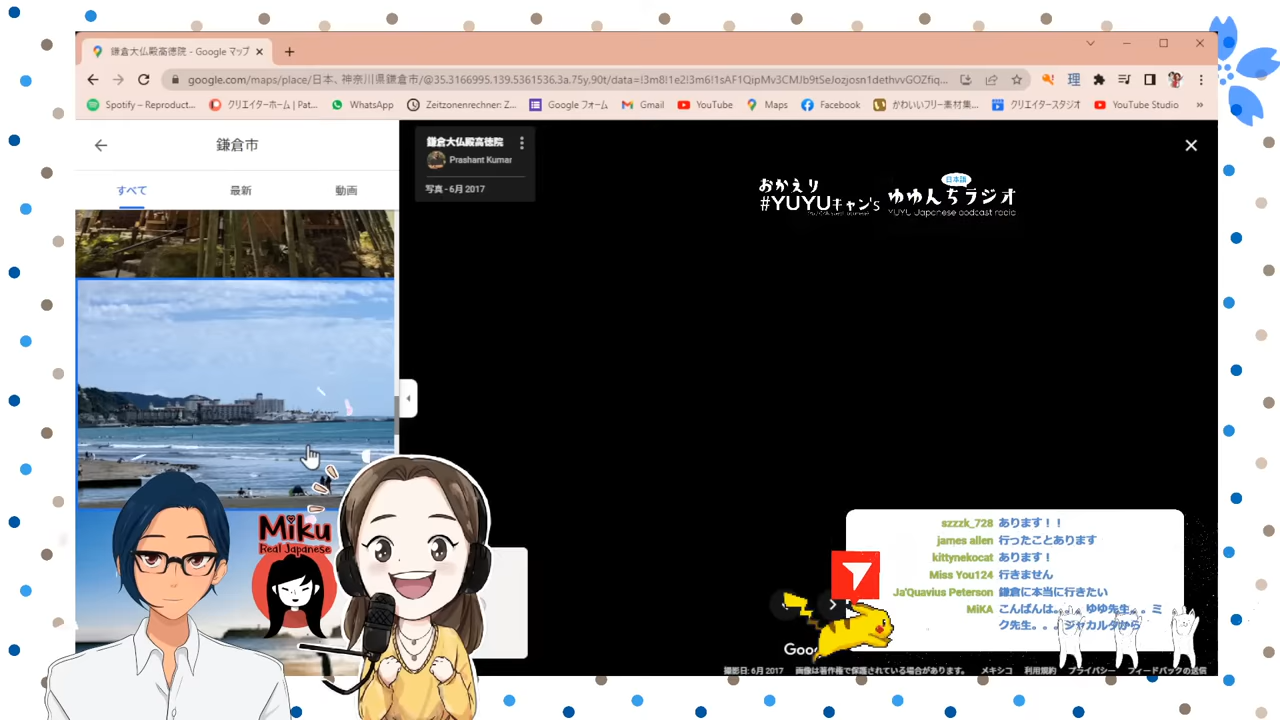 鎌倉大仏殿高徳院 - Google マップ
google.com/maps/place/日本、神奈川県鎌倉市/@35.3166995,139.5361536,3a,75y,90t/data=!3m8!1e2!3m6!1sAF1QipMv3CMJb9tSeJozjosn1dethvvGOZfiq...
Spotify – Reproduct...
クリエイターホーム | Pat...
WhatsApp
Zeitzonenrechner: Z...
Google フォーム
Gmail
YouTube
Maps
Facebook
かわいいフリー素材集...
クリエイタースタジオ
YouTube Studio
»
鎌倉市
すべて
最新
動画
鎌倉大仏殿高徳院
Prashant Kumar
写真 - 6月 2017
おかえり
#YUYUキャン's
日本語
ゆゆんちラジオ
YUYU Japanese podcast racio
Miku
Real Japanese
szzzk_728 あります！！
james allen 行ったことあります
kittynekocat あります！
Miss You124 行きません
Ja'Quavius Peterson 鎌倉に本当に行きたい
MiKA こんばんは。。。ゆゆ先生。。ミ
ク先生。。。ジャカルタから
Goo
撮影日: 6月 2017 画像は著作権で保護されている場合があります。 メキシコ 利用規約 プライバシー フィードバックの送信